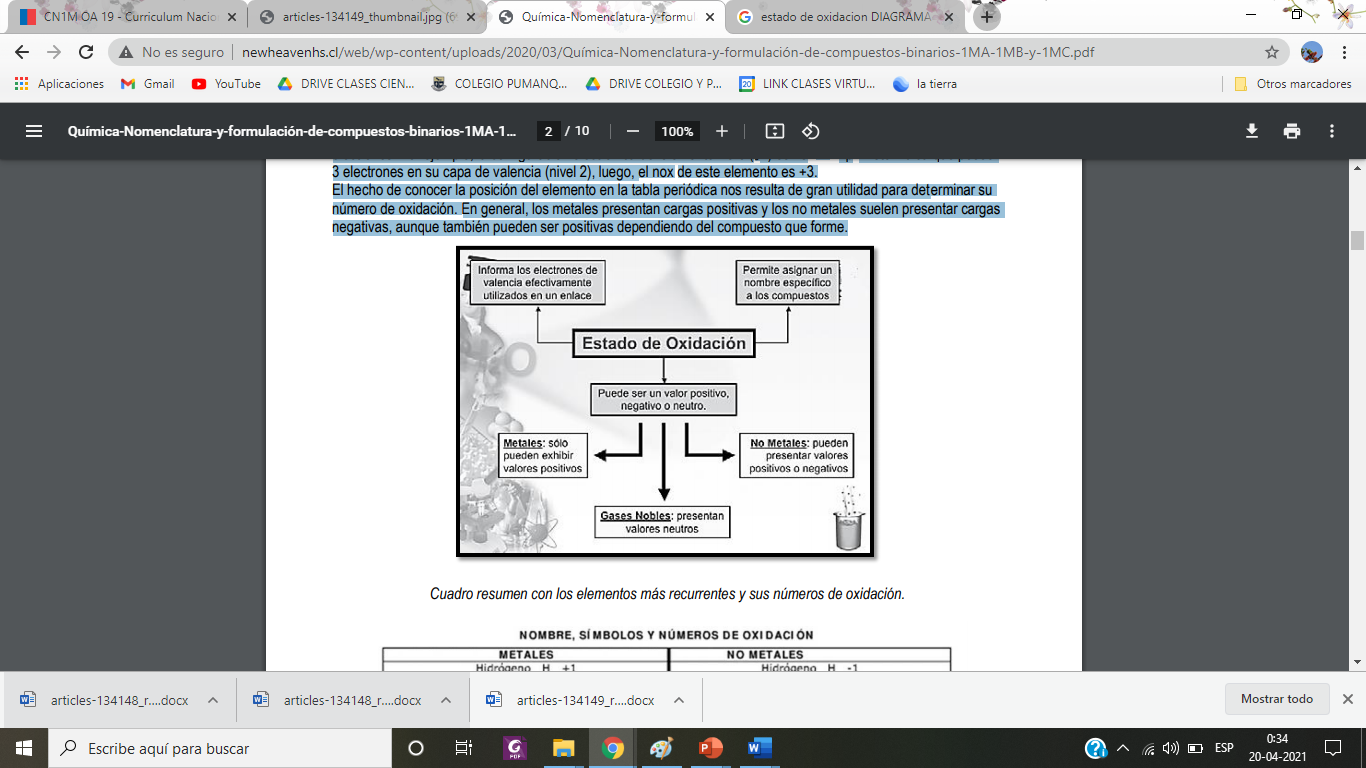 CN1M OA 19 - Curriculum Nacio
articles-134149_thumbnail.jpg (6
Química-Nomenclatura-y-formul
estado de oxidacion DIAGRAMA
No es seguro | newheavenhs.cl/web/wp-content/uploads/2020/03/Química-Nomenclatura-y-formulación-de-compuestos-binarios-1MA-1MB-y-1MC.pdf
Aplicaciones
Gmail
YouTube
DRIVE CLASES CIEN...
COLEGIO PUMANQ...
DRIVE COLEGIO Y P...
LINK CLASES VIRTU...
la tierra
Otros marcadores
Química-Nomenclatura-y-formulación-de-compuestos-binarios-1MA-1...
2 / 10
100%
3 electrones en su capa de valencia (nivel 2), luego, el nox de este elemento es +3.
El hecho de conocer la posición del elemento en la tabla periódica nos resulta de gran utilidad para determinar su
número de oxidación. En general, los metales presentan cargas positivas y los no metales suelen presentar cargas
negativas, aunque también pueden ser positivas dependiendo del compuesto que forme.
Informa los electrones de
valencia efectivamente
utilizados en un enlace
Permite asignar un
nombre específico
a los compuestos
Estado de Oxidación
Puede ser un valor positivo,
negativo o neutro.
Metales: sólo
pueden exhibir
valores positivos
No Metales: pueden
presentar valores
positivos o negativos
Gases Nobles: presentan
valores neutros
Cuadro resumen con los elementos más recurrentes y sus números de oxidación.
NOMBRE, SÍMBOLOS Y NÚMEROS DE OXIDACIÓN
METALES
NO METALES
Hidrógeno H +1
Hidrógeno H -1
articles-134148_r....docx
articles-134148_r....docx
articles-134149_r....docx
Mostrar todo
Escribe aquí para buscar
ESP
0:34
20-04-2021